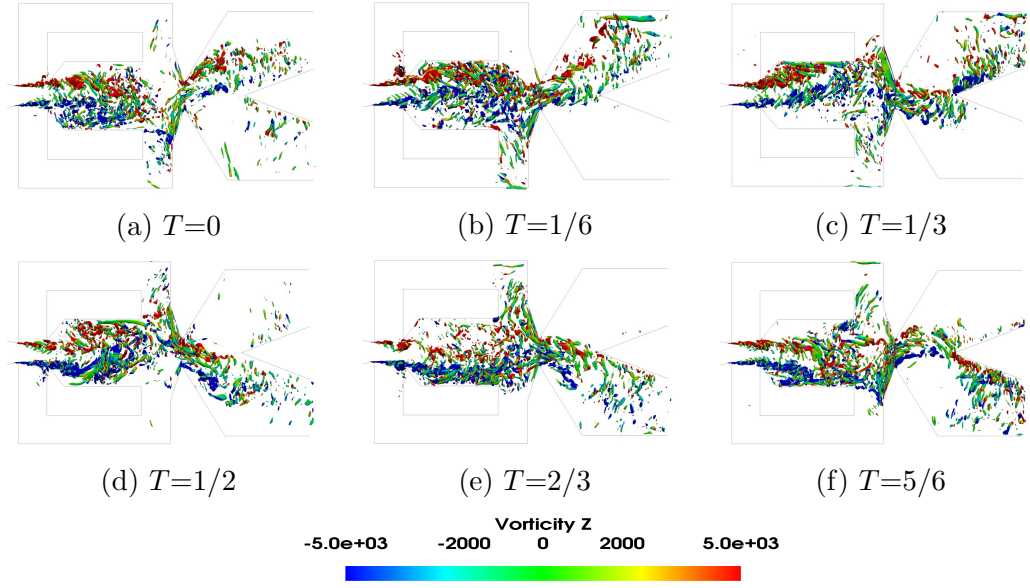 (a) T=0 (b) T=1/6 (c) T=1/3
(d) T=1/2 (e) T=2/3 (f) T=5/6
Vorticity Z
-5.0e+03 -2000 0 2000 5.0e+03